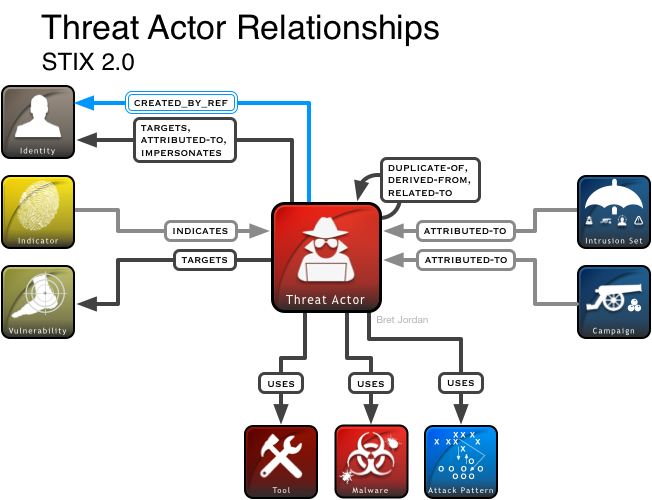 Threat Actor Relationships
STIX 2.0
CREATED_BY_REF
Identity
TARGETS,
ATTRIBUTED-TO,
IMPERSONATES
DUPLICATE-OF,
DERIVED-FROM,
RELATED-TO
Indicator
INDICATES
ATTRIBUTED-TO
Intrusion Set
TARGETS
ATTRIBUTED-TO
Threat Actor
Vulnerability
Campaign
Bret Jordan
USES
USES
USES
X X X
X X X X
X
O
O O O O O
O
Tool
Malware
Attack Pattern